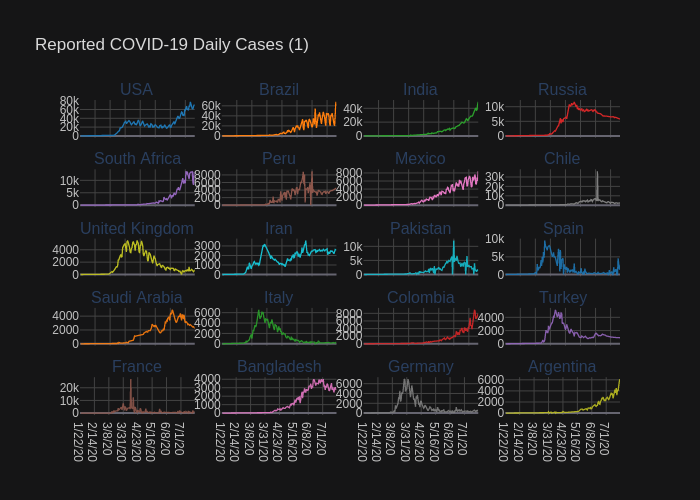 Reported COVID-19 Daily Cases (1)
USA Brazil India Russia
80k 60k 40k 20k 0
60k 40k 20k 0
40k 20k 0
10k 5k 0
South Africa Peru Mexico Chile
10k 5k 0
8000 6000 4000 2000 0
8000 6000 4000 2000 0
30k 20k 10k 0
United Kingdom Iran Pakistan Spain
4000 2000 0
3000 2000 1000 0
10k 5k 0
10k 5k 0
Saudi Arabia Italy Colombia Turkey
4000 2000 0
6000 4000 2000 0
8000 6000 4000 2000 0
4000 2000 0
France Bangladesh Germany Argentina
20k 10k 0
4000 3000 2000 1000 0
6000 4000 2000 0
6000 4000 2000 0
1/22/20 2/14/20 3/8/20 3/31/20 4/23/20 5/16/20 6/8/20 7/1/20
1/22/20 2/14/20 3/8/20 3/31/20 4/23/20 5/16/20 6/8/20 7/1/20
1/22/20 2/14/20 3/8/20 3/31/20 4/23/20 5/16/20 6/8/20 7/1/20
1/22/20 2/14/20 3/8/20 3/31/20 4/23/20 5/16/20 6/8/20 7/1/20